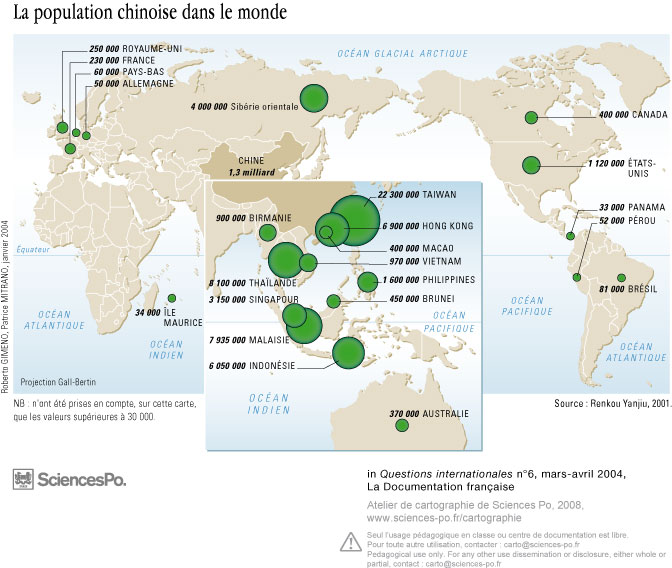 La population chinoise dans le monde
250 000 ROYAUME-UNI
230 000 FRANCE
60 000 PAYS-BAS
50 000 ALLEMAGNE
OCÉAN GLACIAL ARCTIQUE
4 000 000 Sibérie orientale
400 000 CANADA
CHINE
1,3 milliard
1 120 000 ÉTATS-
UNIS
22 300 000 TAIWAN
900 000 BIRMANIE
6 900 000 HONG KONG
400 000 MACAO
970 000 VIETNAM
33 000 PANAMA
52 000 PÉROU
Équateur
8 100 000 THAÏLANDE
1 600 000 PHILIPPINES
3 150 000 SINGAPOUR
450 000 BRUNEI
81 000 BRÉSIL
34 000 ÎLE
MAURICE
OCÉAN
ATLANTIQUE
OCÉAN
INDIEN
OCÉAN
PACIFIQUE
OCÉAN
PACIFIQUE
OCÉAN
ATLANTIQUE
7 935 000 MALAISIE
6 050 000 INDONÉSIE
OCÉAN
INDIEN
370 000 AUSTRALIE
Projection Gall-Bertin
Roberto GIMENO, Patrice MITRANO, janvier 2004
NB : n'ont été prises en compte, sur cette carte,
que les valeurs supérieures à 30 000.
Source : Renkou Yanjiu, 2001.
SciencesPo.
in Questions internationales n°6, mars-avril 2004,
La Documentation française
Atelier de cartographie de Sciences Po, 2008,
www.sciences-po.fr/cartographie
Seul l'usage pédagogique en classe ou centre de documentation est libre.
Pour toute autre utilisation, contacter : carto@sciences-po.fr
Pedagogical use only. For any other use dissemination or disclosure, either whole or
partial, contact : carto@sciences-po.fr